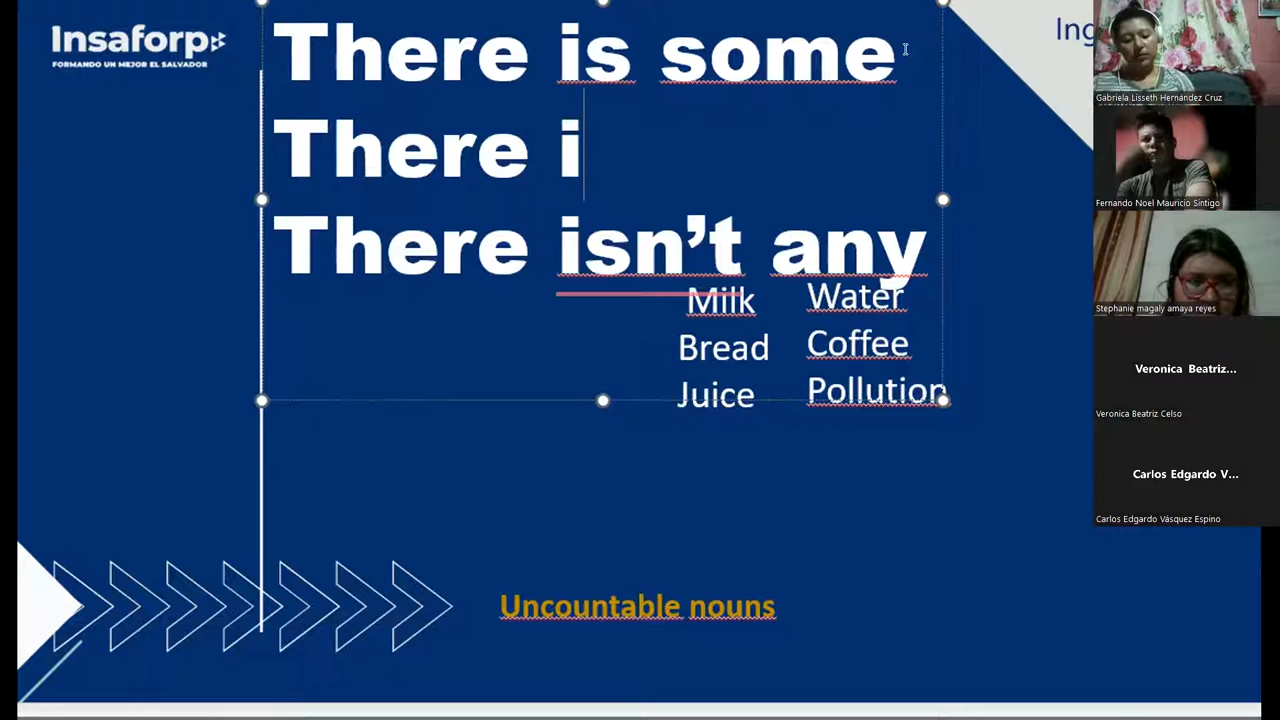 Insaforp
FORMANDO UN MEJOR EL SALVADOR
There is some
There i
There isn’t any
Milk
Bread
Juice
Water
Coffee
Pollution
Uncountable nouns
Gabriela Lisseth Hernández Cruz
Fernando Noel Mauricio Sintigo
Stephanie magaly amaya reyes
Veronica Beatriz...
Veronica Beatriz Celso
Carlos Edgardo V...
Carlos Edgardo Vásquez Espino